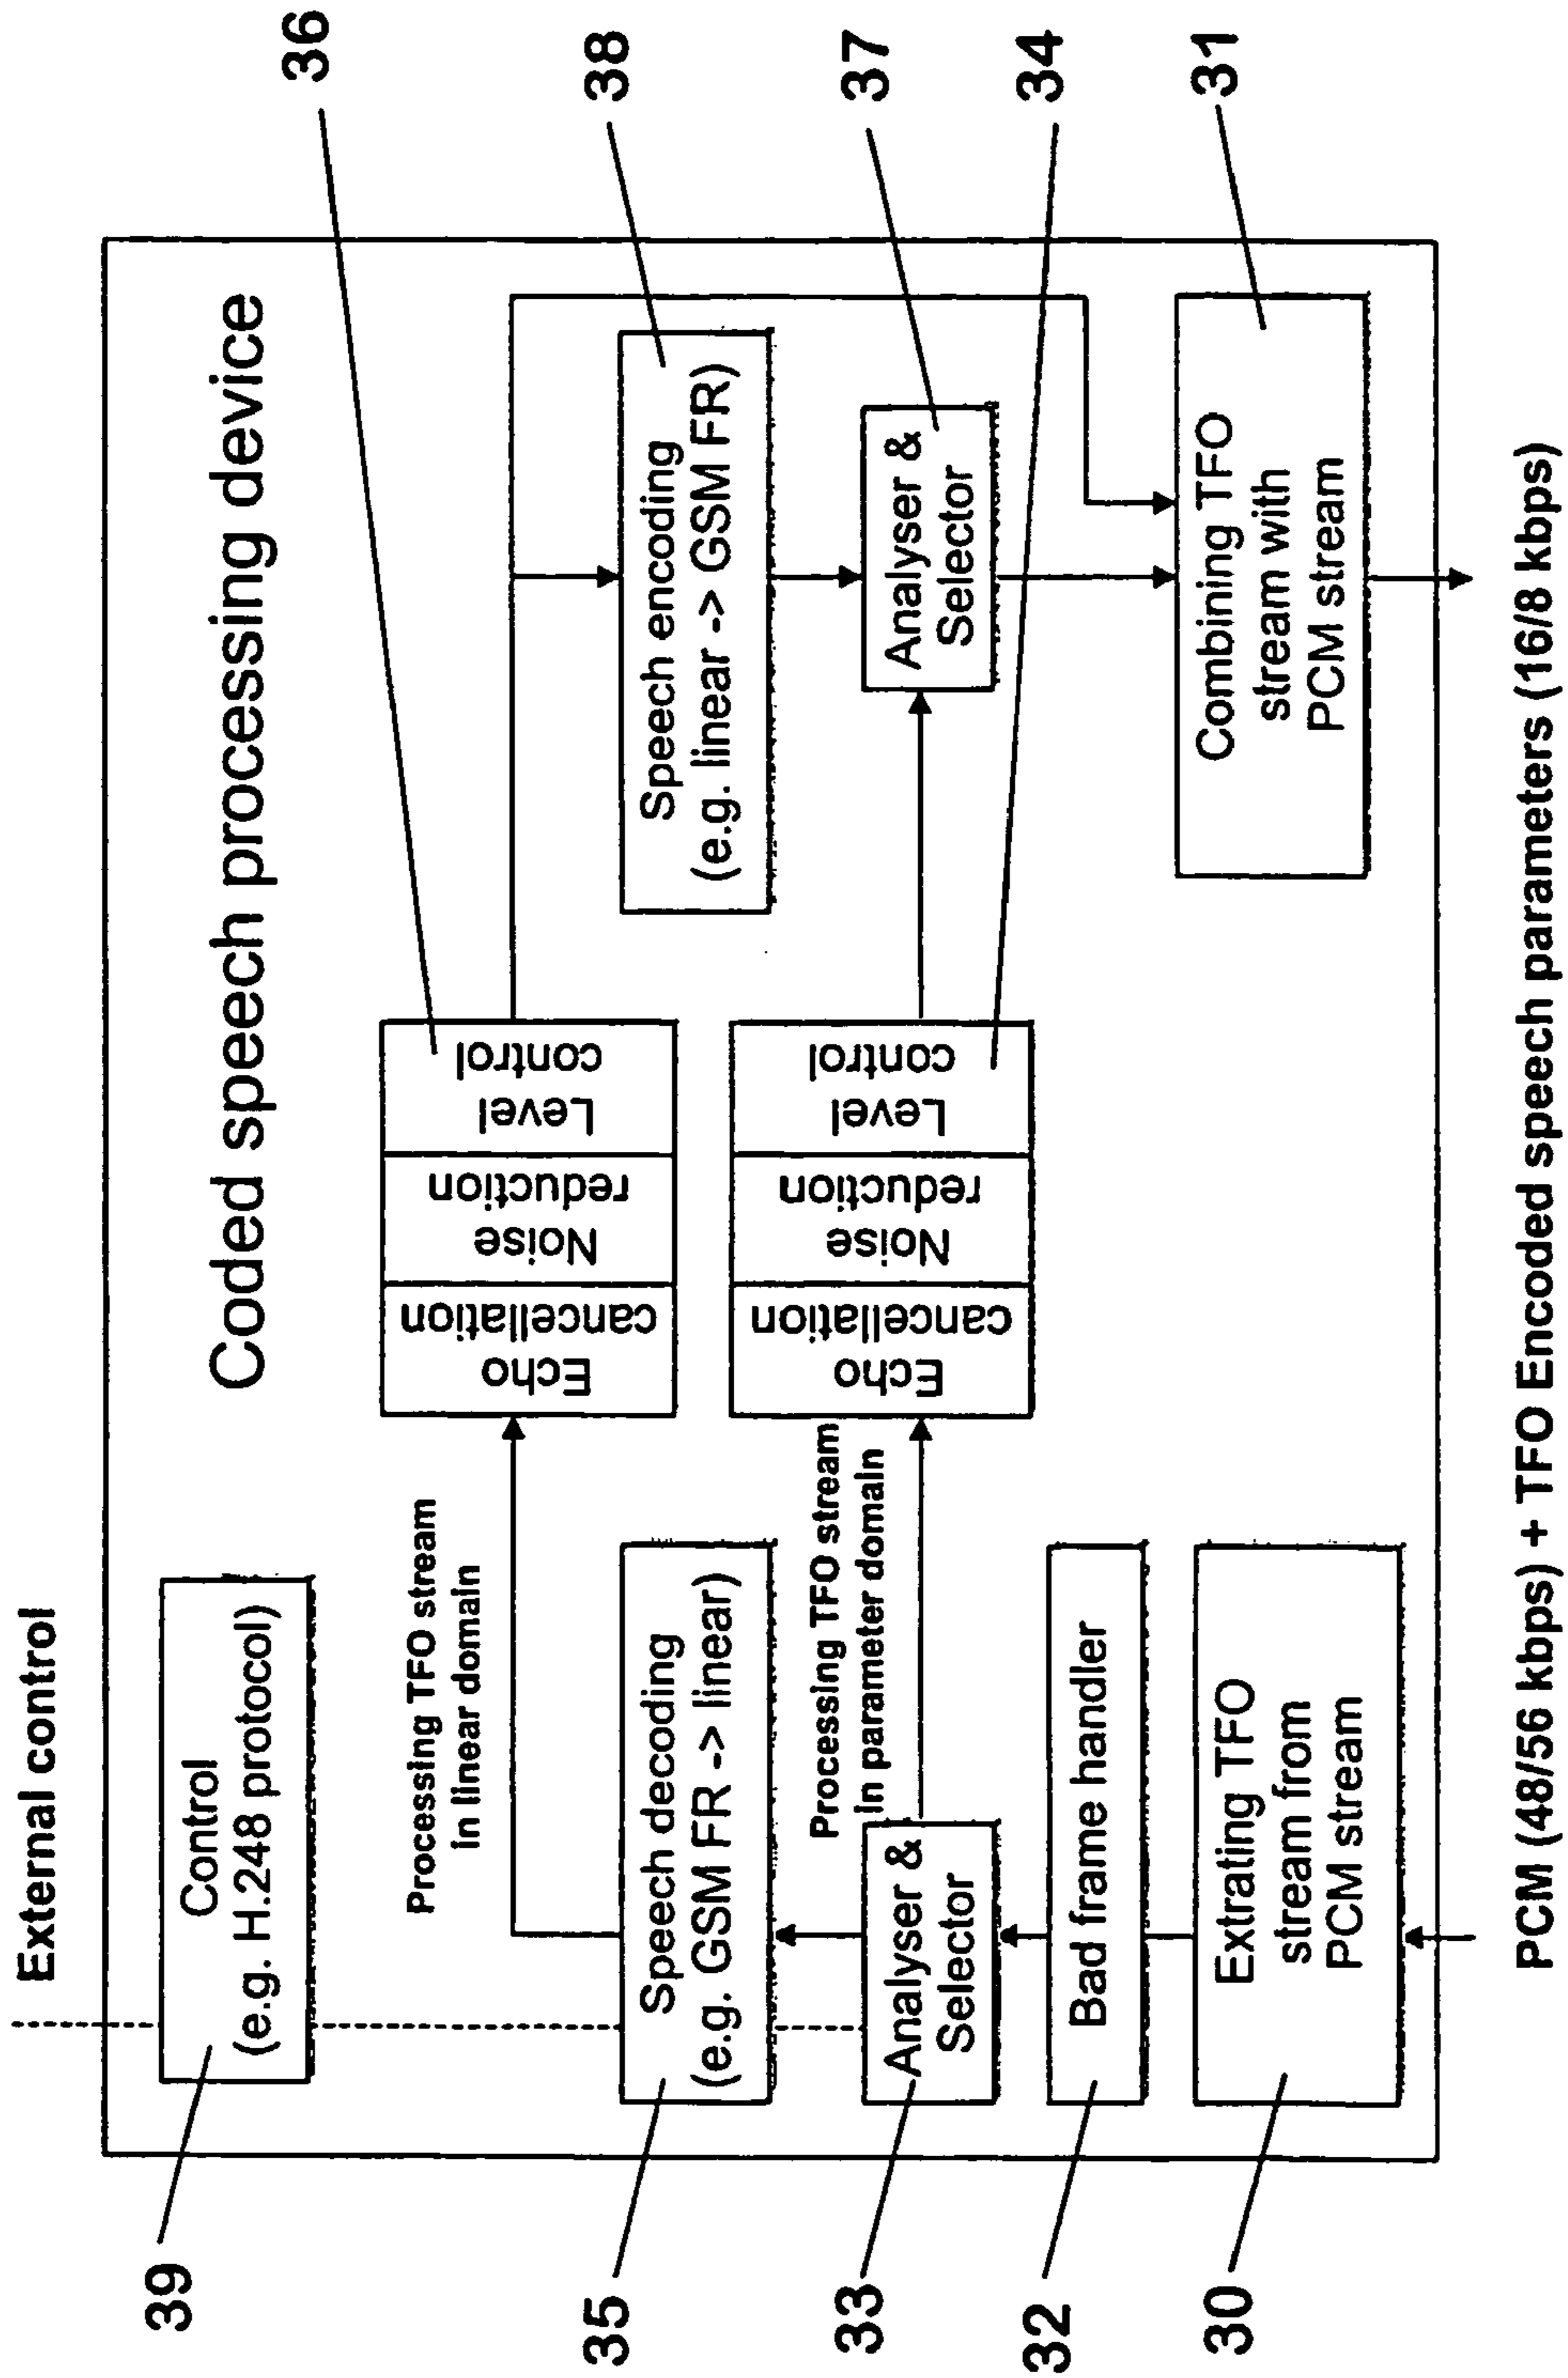 External control
Coded speech processing device
39
Control
(e.g. H.248 protocol)
36
Processing TFO stream
in linear domain
Echo
cancellation
Noise
reduction
Level
control
35
Speech decoding
(e.g. GSM FR -> linear)
Speech encoding
(e.g. linear -> GSM FR)
38
Processing TFO stream
in parameter domain
Echo
cancellation
Noise
reduction
Level
control
33
Analyser &
Selector
Analyser &
Selector
37
32
Bad frame handler
34
30
Extrating TFO
stream from
PCM stream
Combining TFO
stream with
PCM stream
31
PCM (48/56 kbps) + TFO Encoded speech parameters (16/8 kbps)